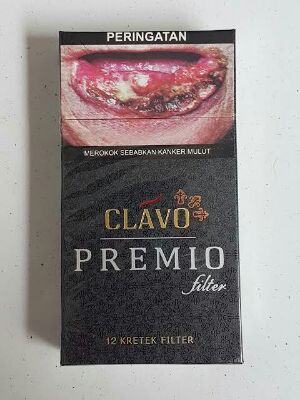 PERINGATAN
MEROKOK SEBABKAN KANKER MULUT
CLAVO
PREMIO
filter
12 KRETEK FILTER